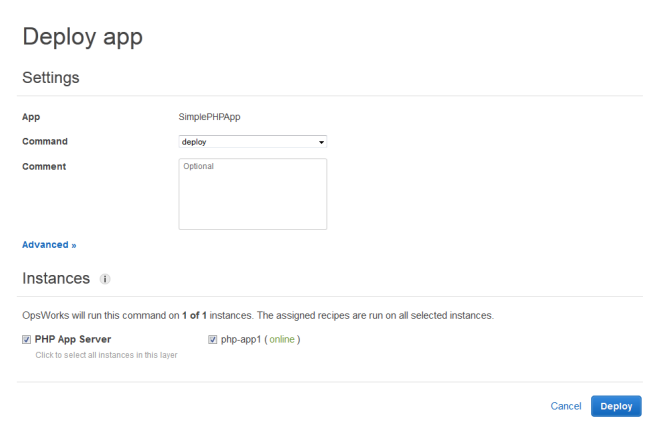 Deploy app
Settings
App SimplePHPApp
Command deploy
Comment Optional
Advanced »
Instances i
OpsWorks will run this command on 1 of 1 instances. The assigned recipes are run on all selected instances.
PHP App Server php-app1 ( online )
Click to select all instances in this layer
Cancel Deploy